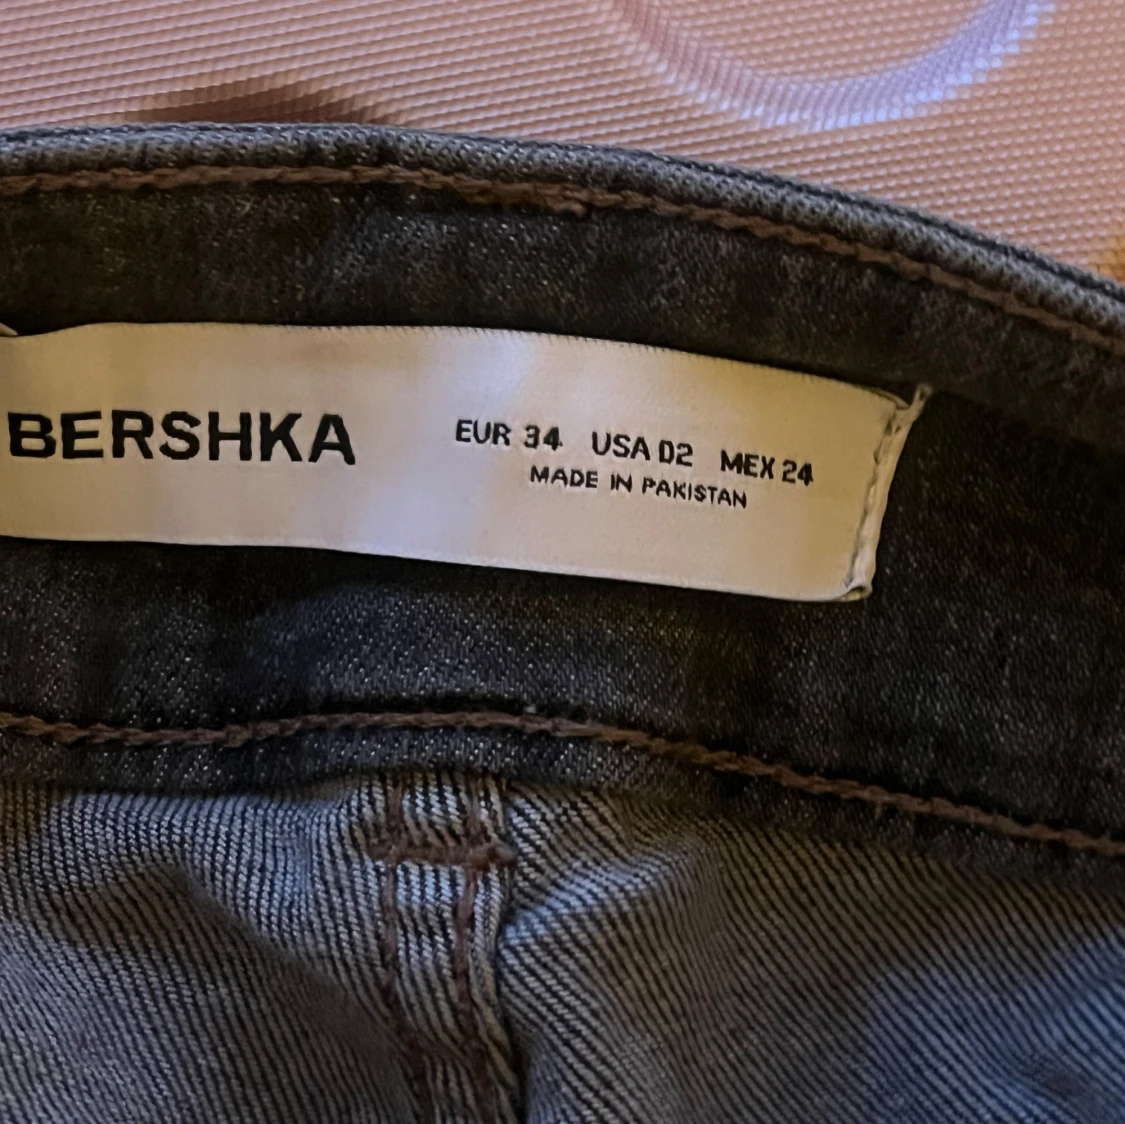 BERSHKA
EUR 34 USA 02 MEX 24
MADE IN PAKISTAN